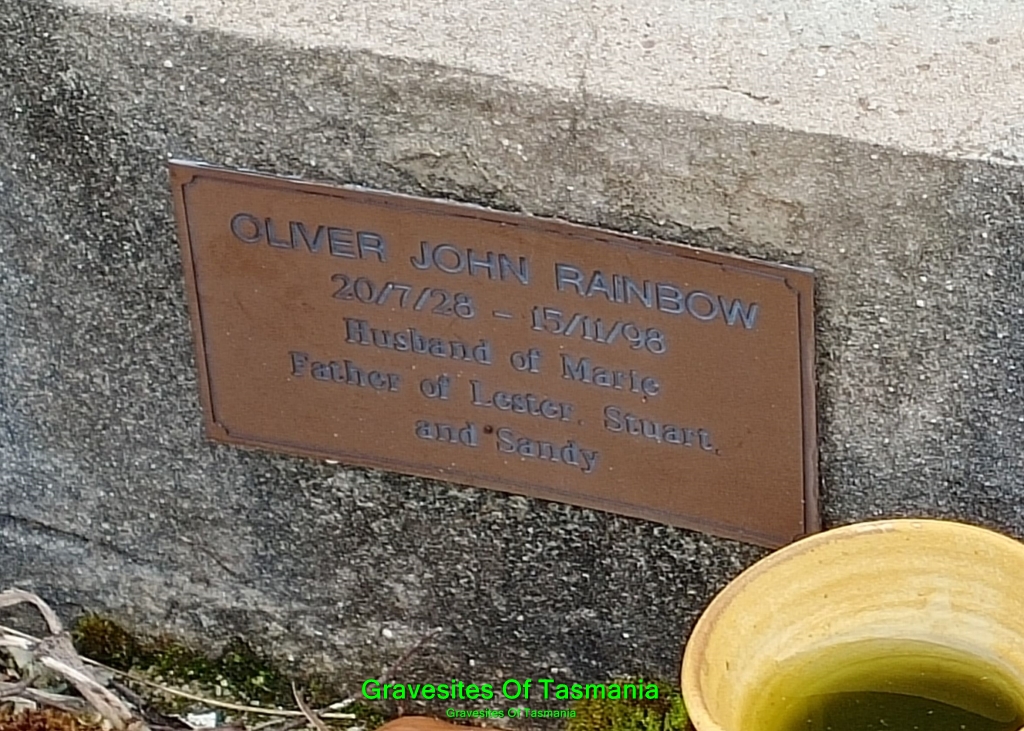 OLIVER JOHN RAINBOW
20/7/28 - 15/11/98
Husband of Marie
Father of Lester, Stuart,
and Sandy
Gravesites Of Tasmania
Gravesites Of Tasmania